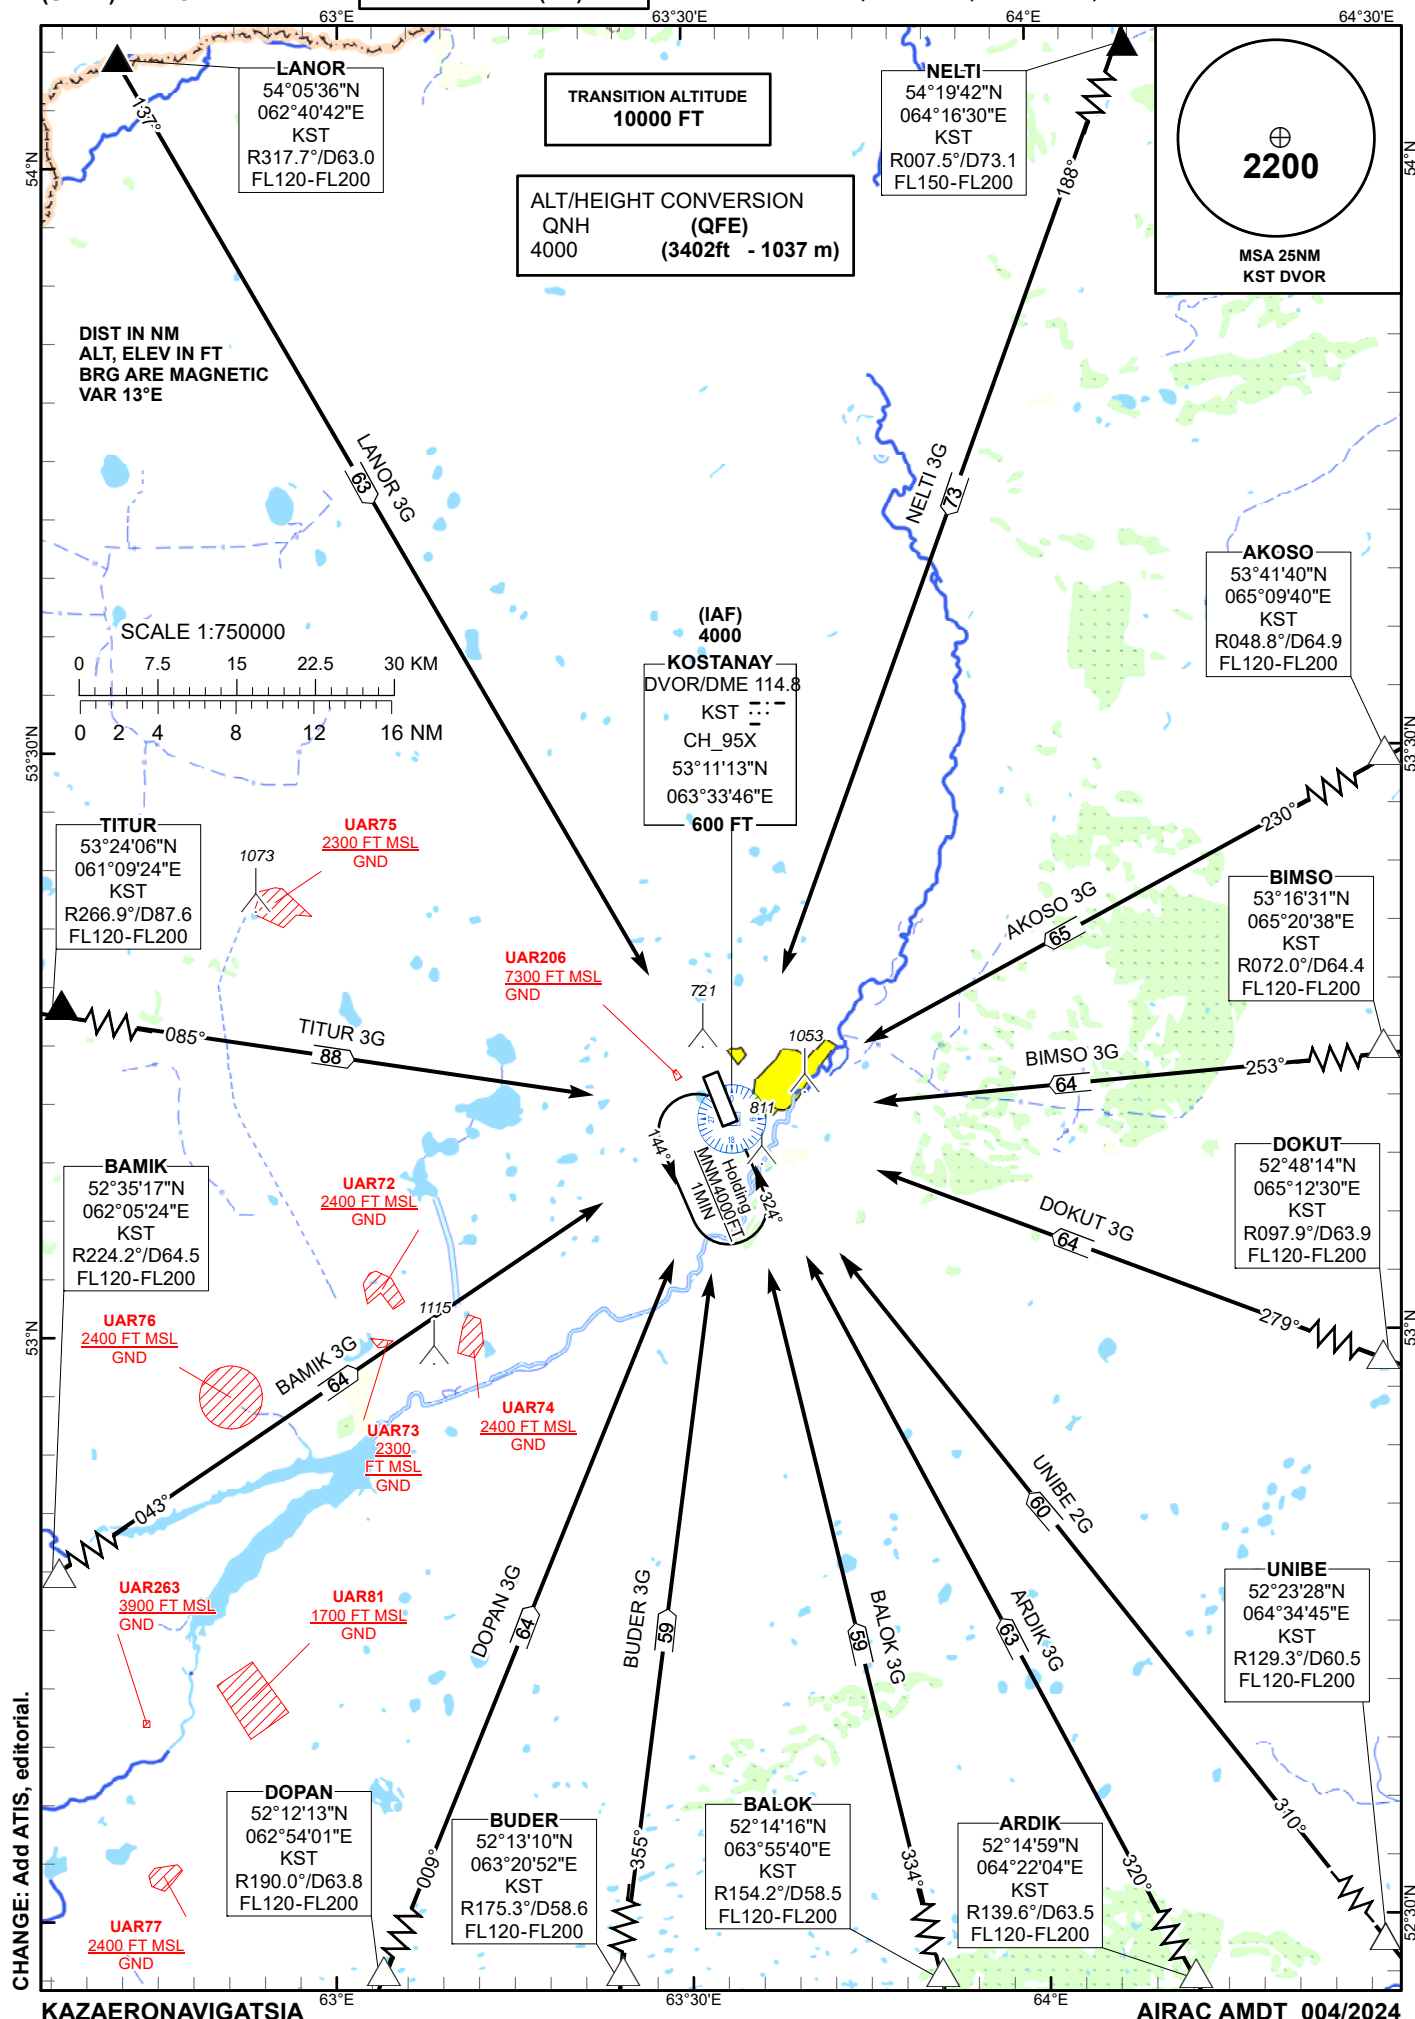 63°E
63°30'E
64°E
64°30'E
LANOR
54°05'36"N
062°40'42"E
KST
R317.7°/D63.0
FL120-FL200
TRANSITION ALTITUDE
10000 FT
NELTI
54°19'42"N
064°16'30"E
KST
R007.5°/D73.1
FL150-FL200
2200
MSA 25NM
KST DVOR
137°
188°
54°N
54°N
ALT/HEIGHT CONVERSION
QNH (QFE)
4000 (3402ft - 1037 m)
DIST IN NM
ALT, ELEV IN FT
BRG ARE MAGNETIC
VAR 13°E
LANOR 3G
63
NELTI 3G
73
AKOSO
53°41'40"N
065°09'40"E
KST
R048.8°/D64.9
FL120-FL200
SCALE 1:750000
0 7.5 15 22.5 30 KM
0 2 4 8 12 16 NM
(IAF)
4000
KOSTANAY
DVOR/DME 114.8
KST
CH_95X
53°11'13"N
063°33'46"E
600 FT
53°30'N
53°30'N
230°
AKOSO 3G
65
TITUR
53°24'06"N
061°09'24"E
KST
R266.9°/D87.6
FL120-FL200
1073
UAR75
2300 FT MSL
GND
BIMSO
53°16'31"N
065°20'38"E
KST
R072.0°/D64.4
FL120-FL200
UAR206
7300 FT MSL
GND
721
1053
085°
TITUR 3G
88
BIMSO 3G
64
253°
811
27
9
18
144°
Holding
MNM4000FT
1MIN
324°
BAMIK
52°35'17"N
062°05'24"E
KST
R224.2°/D64.5
FL120-FL200
UAR72
2400 FT MSL
GND
DOKUT
52°48'14"N
065°12'30"E
KST
R097.9°/D63.9
FL120-FL200
DOKUT 3G
64
279°
53°N
53°N
1115
UAR76
2400 FT MSL
GND
BAMIK 3G
64
043°
UAR73
2300
FT MSL
GND
UAR74
2400 FT MSL
GND
UNIBE 2G
60
UAR263
3900 FT MSL
GND
UAR81
1700 FT MSL
GND
DOPAN 3G
64
BUDER 3G
59
BALOK 3G
59
ARDIK 3G
63
UNIBE
52°23'28"N
064°34'45"E
KST
R129.3°/D60.5
FL120-FL200
DOPAN
52°12'13"N
062°54'01"E
KST
R190.0°/D63.8
FL120-FL200
BUDER
52°13'10"N
063°20'52"E
KST
R175.3°/D58.6
FL120-FL200
BALOK
52°14'16"N
063°55'40"E
KST
R154.2°/D58.5
FL120-FL200
ARDIK
52°14'59"N
064°22'04"E
KST
R139.6°/D63.5
FL120-FL200
009°
355°
334°
320°
310°
52°30'N
UAR77
2400 FT MSL
GND
CHANGE: Add ATIS, editorial.
63°E
63°30'E
64°E
KAZAERONAVIGATSIA
AIRAC AMDT 004/2024